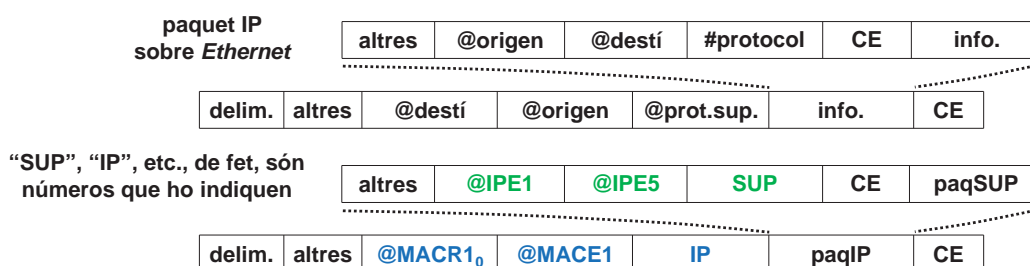 paquet IP
sobre Ethernet
altres @origen @destí #protocol CE info.
delim. altres @destí @origen @prot.sup. info. CE
“SUP”, “IP”, etc., de fet, són
números que ho indiquen
altres @IPE1 @IPE5 SUP CE paqSUP
delim. altres @MACR1₀ @MACE1 IP paqIP CE